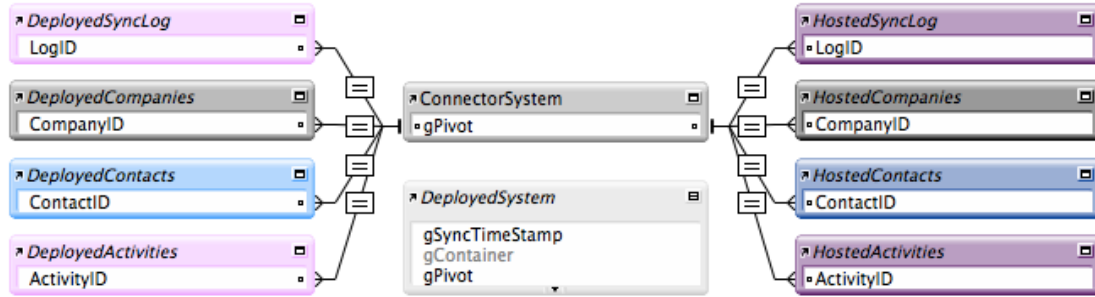 DeployedSyncLog
LogID
DeployedCompanies
CompanyID
DeployedContacts
ContactID
DeployedActivities
ActivityID
ConnectorSystem
gPivot
DeployedSystem
gSyncTimeStamp
gContainer
gPivot
HostedSyncLog
LogID
HostedCompanies
CompanyID
HostedContacts
ContactID
HostedActivities
ActivityID